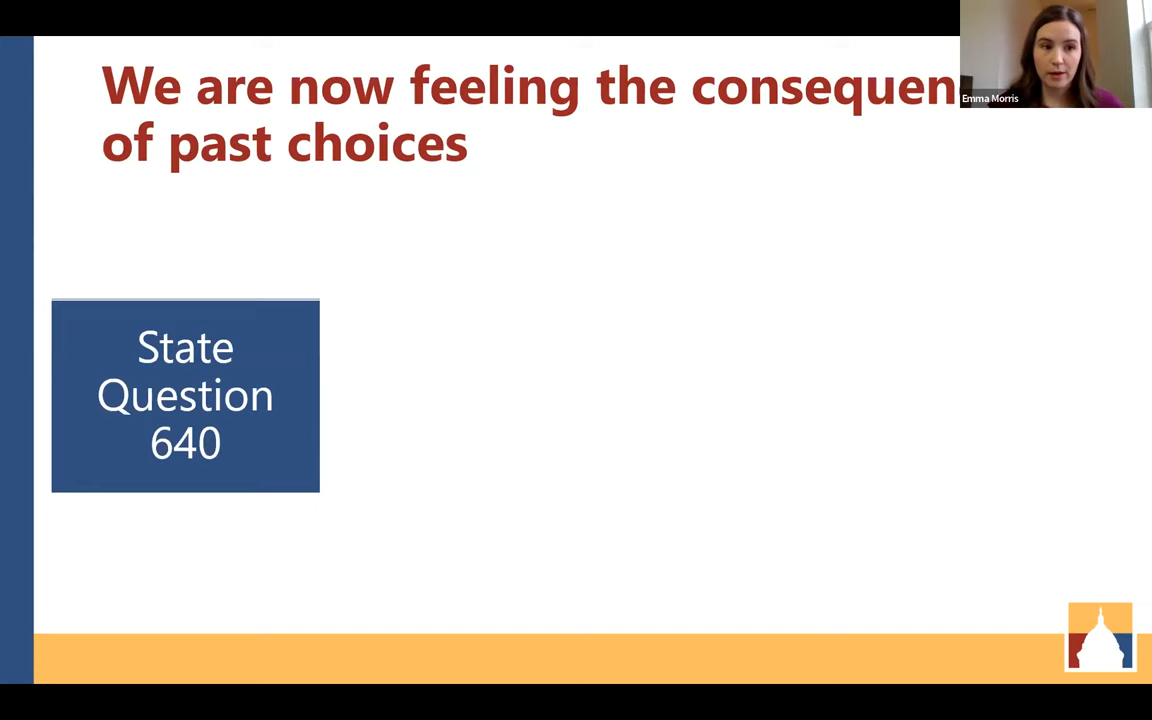 We are now feeling the consequen
of past choices
Emma Morris
State
Question
640